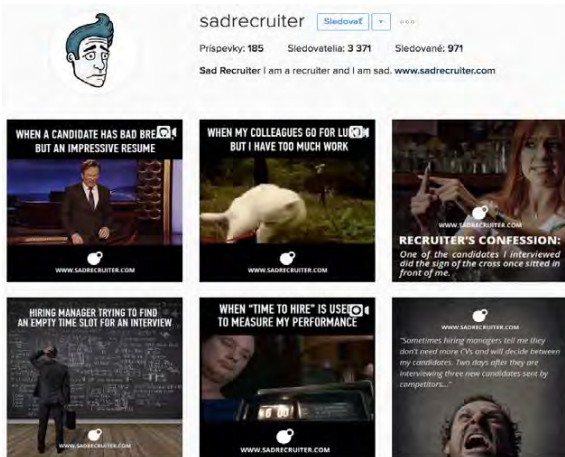 sadrecruiter Sledovať
Príspevky: 185 Sledovatelia: 3 371 Sledované: 971
Sad Recruiter I am a recruiter and I am sad. www.sadrecruiter.com
WHEN A CANDIDATE HAS BAD
BUT AN IMPRESSIVE RESUME
WWW.SADRECRUITER.COM
WHEN MY COLLEAGUES GO FOR
BUT I HAVE TOO MUCH WORK
WWW.SADRECRUITER.COM
WWW.SADRECRUITER.COM
RECRUITER'S CONFESSION:
One of the candidates I interviewed
did the sign of the cross once sitted in
front of me.
HIRING MANAGER TRYING TO FIND
AN EMPTY TIME SLOT FOR AN INTERVIEW
WWW.SADRECRUITER.COM
WHEN "TIME TO HIRE" IS
TO MEASURE MY PERFORMANCE
6 00
WWW.SADRECRUITER.COM
WWW.SADRECRUITER.COM
"Sometimes hiring managers tell me they
don't need more CVs and will decide between
my candidates. Two days after they are
interviewing three new candidates sent by
competitors..."